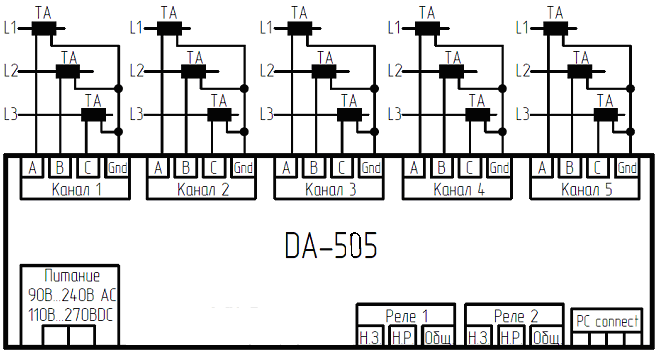 TA TA TA TA TA
L1 L1 L1 L1 L1
TA TA TA TA TA
L2 L2 L2 L2 L2
TA TA TA TA TA
L3 L3 L3 L3 L3
A B C Gnd A B C Gnd A B C Gnd A B C Gnd A B C Gnd
Канал 1 Канал 2 Канал 3 Канал 4 Канал 5
DA-505
Питание
90В...240В AC
110В...270ВDC
Реле 1 Реле 2 PC connect
Н.З. Н.Р. Общ. Н.З. Н.Р. Общ.